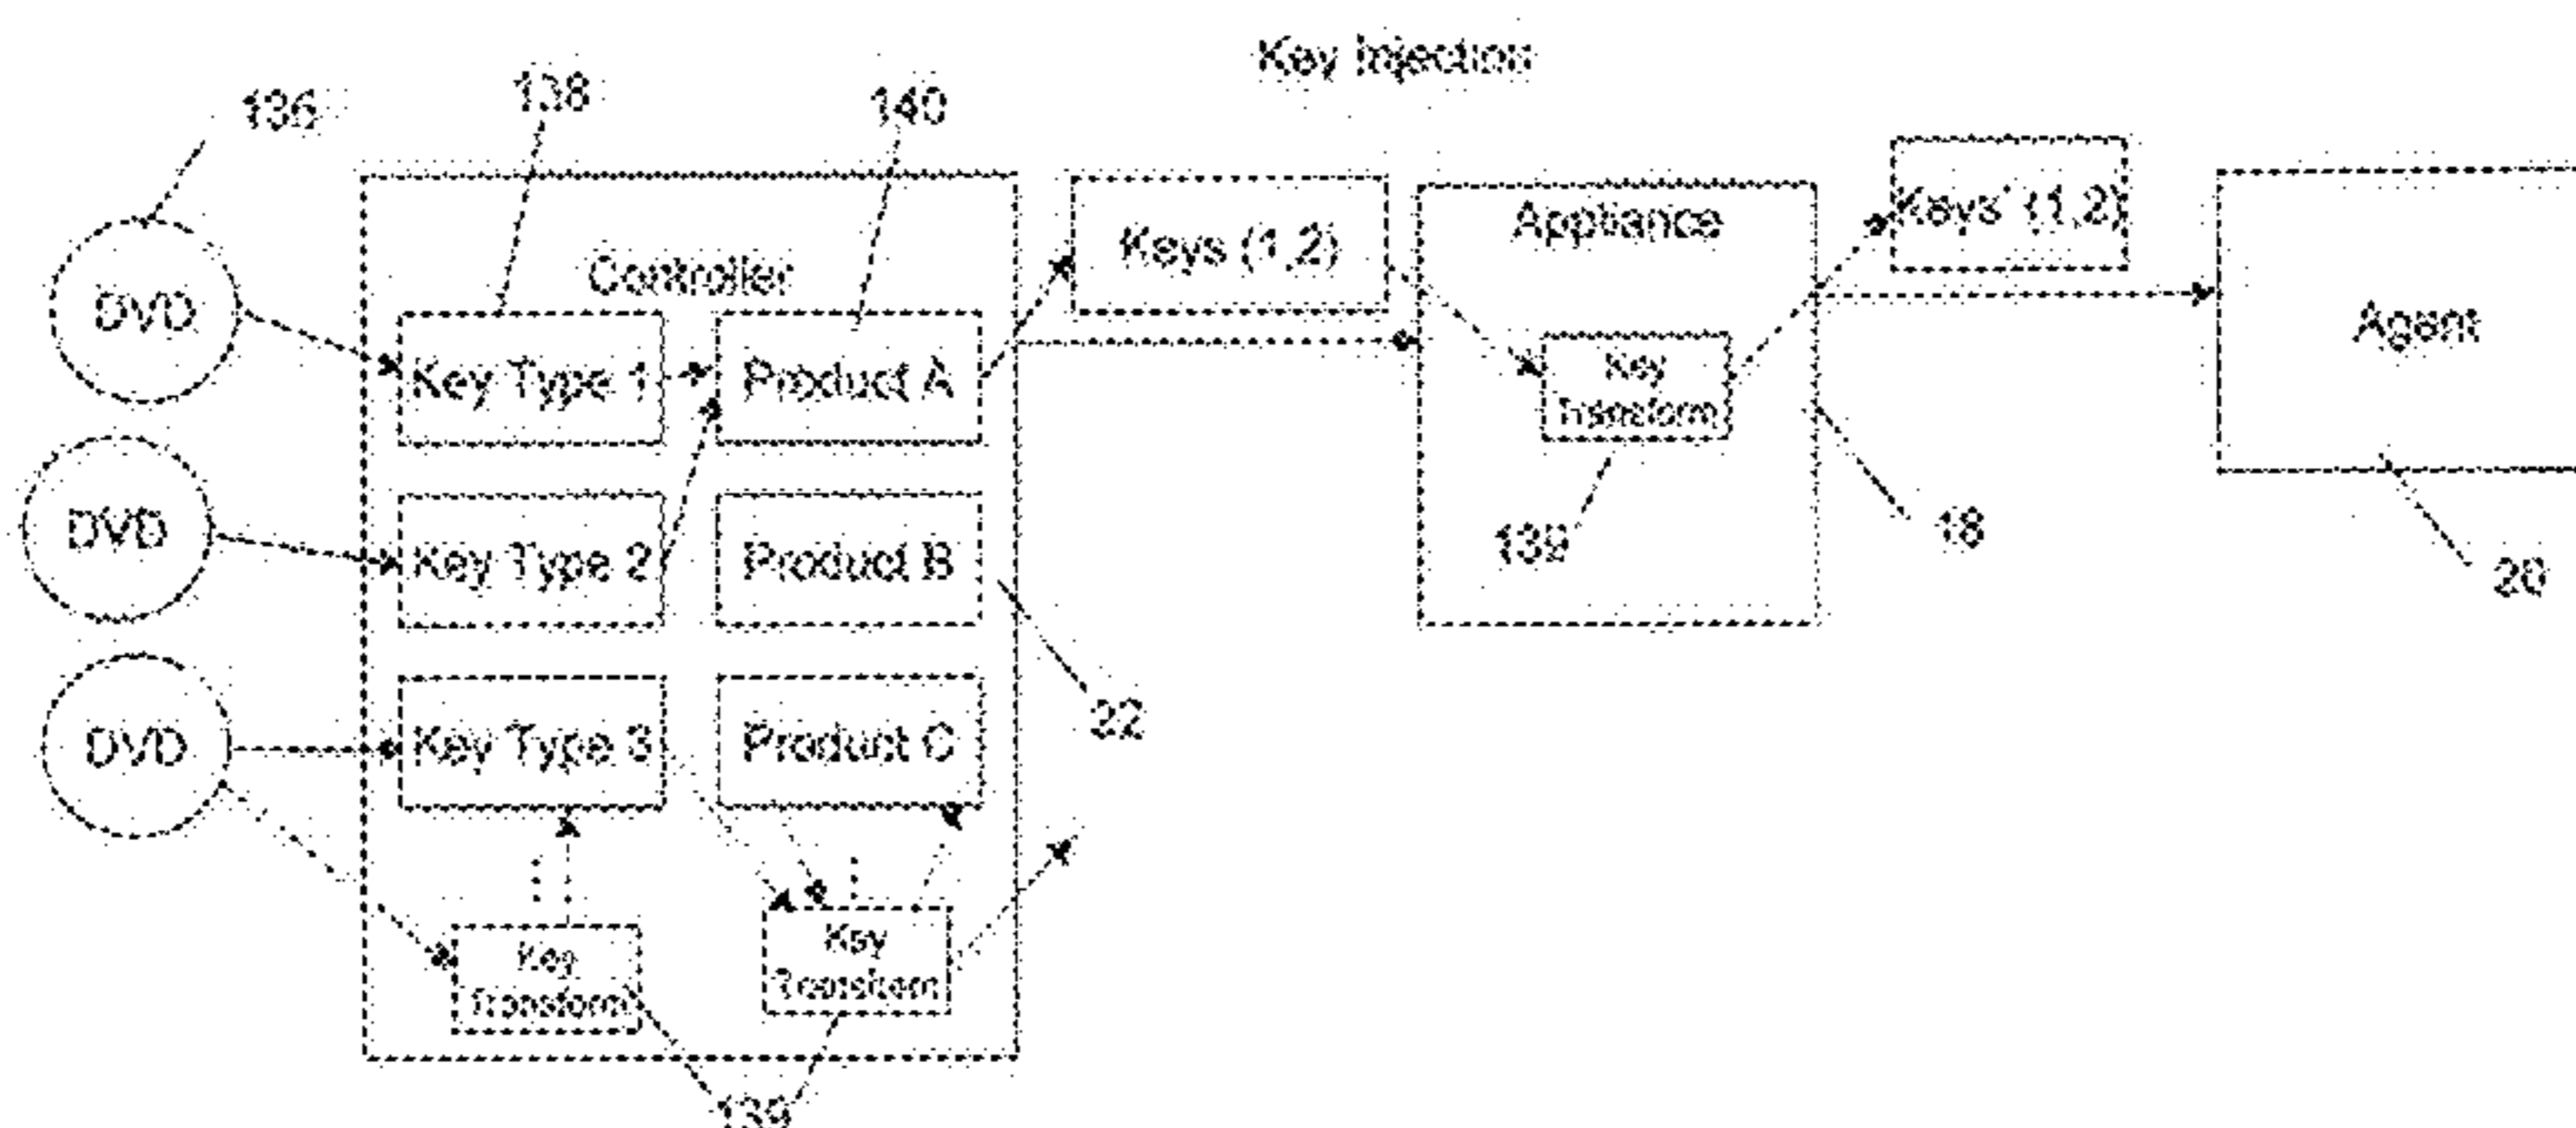 Key Injection
136
138
140
Controller
Keys (1,2)
Appliance
Keys' (1,2)
Agent
DVD
Key Type 1
Product A
Key
Transform
139
18
20
DVD
Key Type 2
Product B
22
DVD
Key Type 3
Product C
Key
Transform
Key
Transform
139